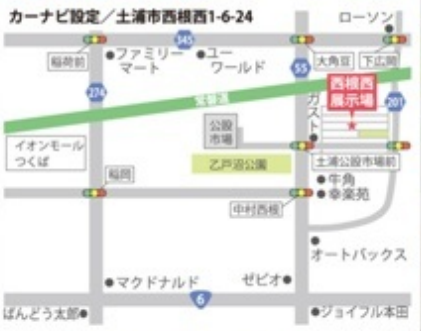 カーナビ設定／土浦市西根西1-6-24
ローソン
345
稲荷前
ファミリー
マート
ユー
ワールド
大角豆
下広岡
55
274
西根西
展示場
201
常磐道
ガスト
公設
市場
イオンモール
つくば
乙戸沼公園
土浦公設市場前
稲岡
牛角
幸楽苑
中村西根
オートバックス
マクドナルド
ゼビオ
6
ばんどう太郎
ジョイフル本田